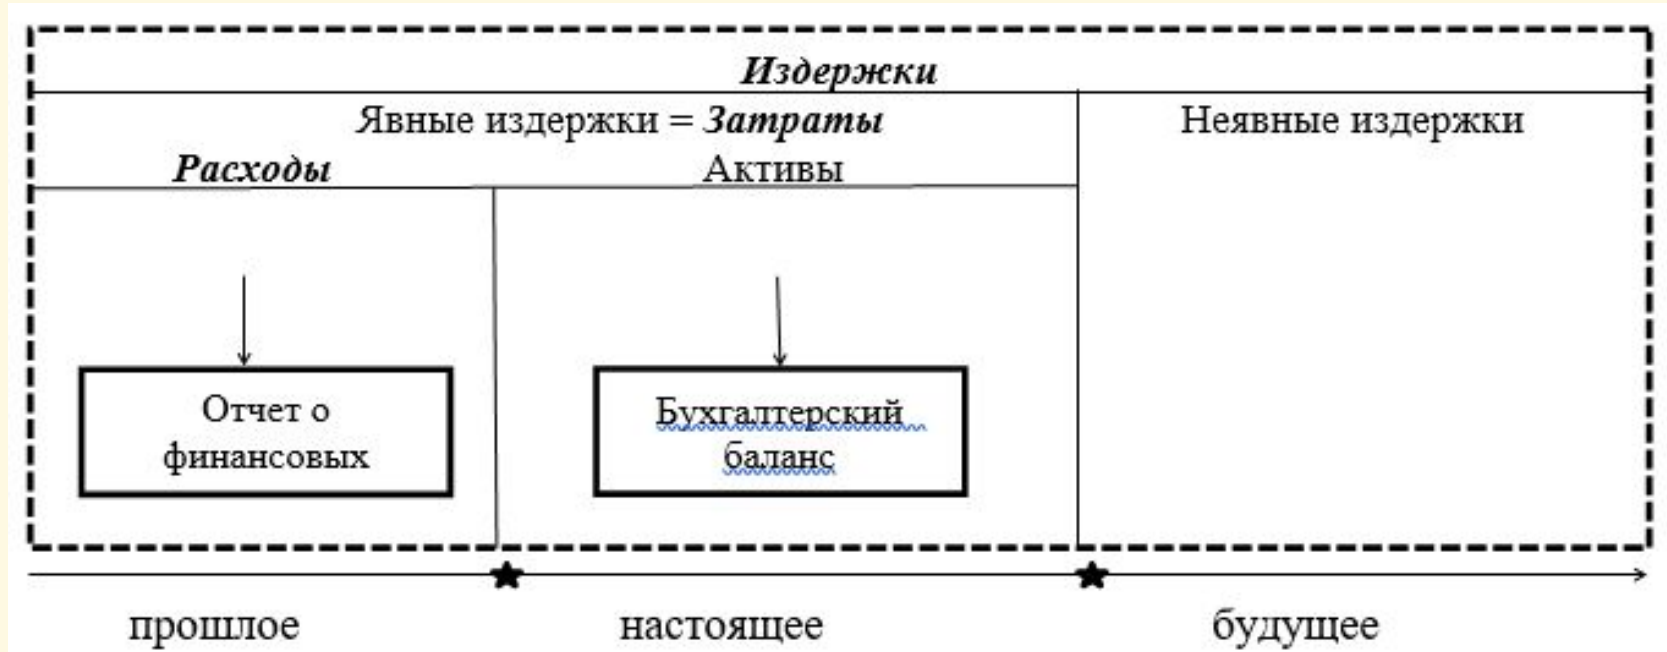 Издержки
Явные издержки = Затраты
Неявные издержки
Расходы
Активы
Отчет о
финансовых
Бухгалтерский
баланс
прошлое
настоящее
будущее